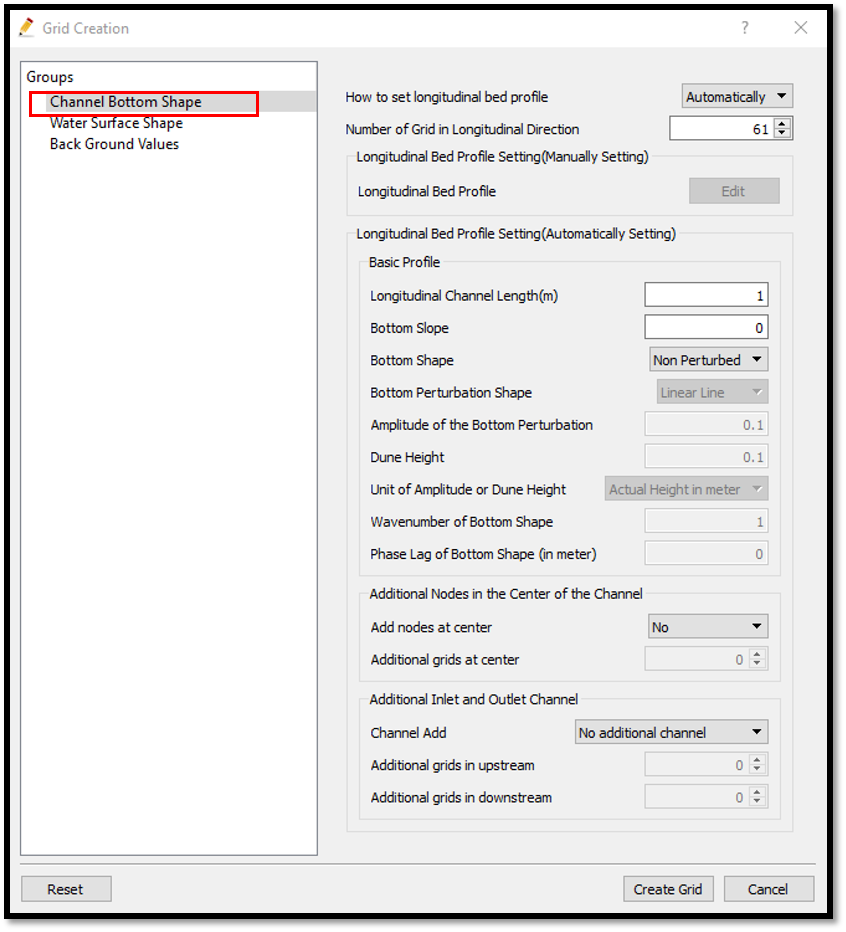 Grid Creation ?
Groups
Channel Bottom Shape
Water Surface Shape
Back Ground Values
How to set longitudinal bed profile Automatically
Number of Grid in Longitudinal Direction 61
Longitudinal Bed Profile Setting(Manually Setting)
Longitudinal Bed Profile Edit
Longitudinal Bed Profile Setting(Automatically Setting)
Basic Profile
Longitudinal Channel Length(m) 1
Bottom Slope 0
Bottom Shape Non Perturbed
Bottom Perturbation Shape Linear Line
Amplitude of the Bottom Perturbation 0.1
Dune Height 0.1
Unit of Amplitude or Dune Height Actual Height in meter
Wavenumber of Bottom Shape 1
Phase Lag of Bottom Shape (in meter) 0
Additional Nodes in the Center of the Channel
Add nodes at center No
Additional grids at center 0
Additional Inlet and Outlet Channel
Channel Add No additional channel
Additional grids in upstream 0
Additional grids in downstream 0
Reset Create Grid Cancel